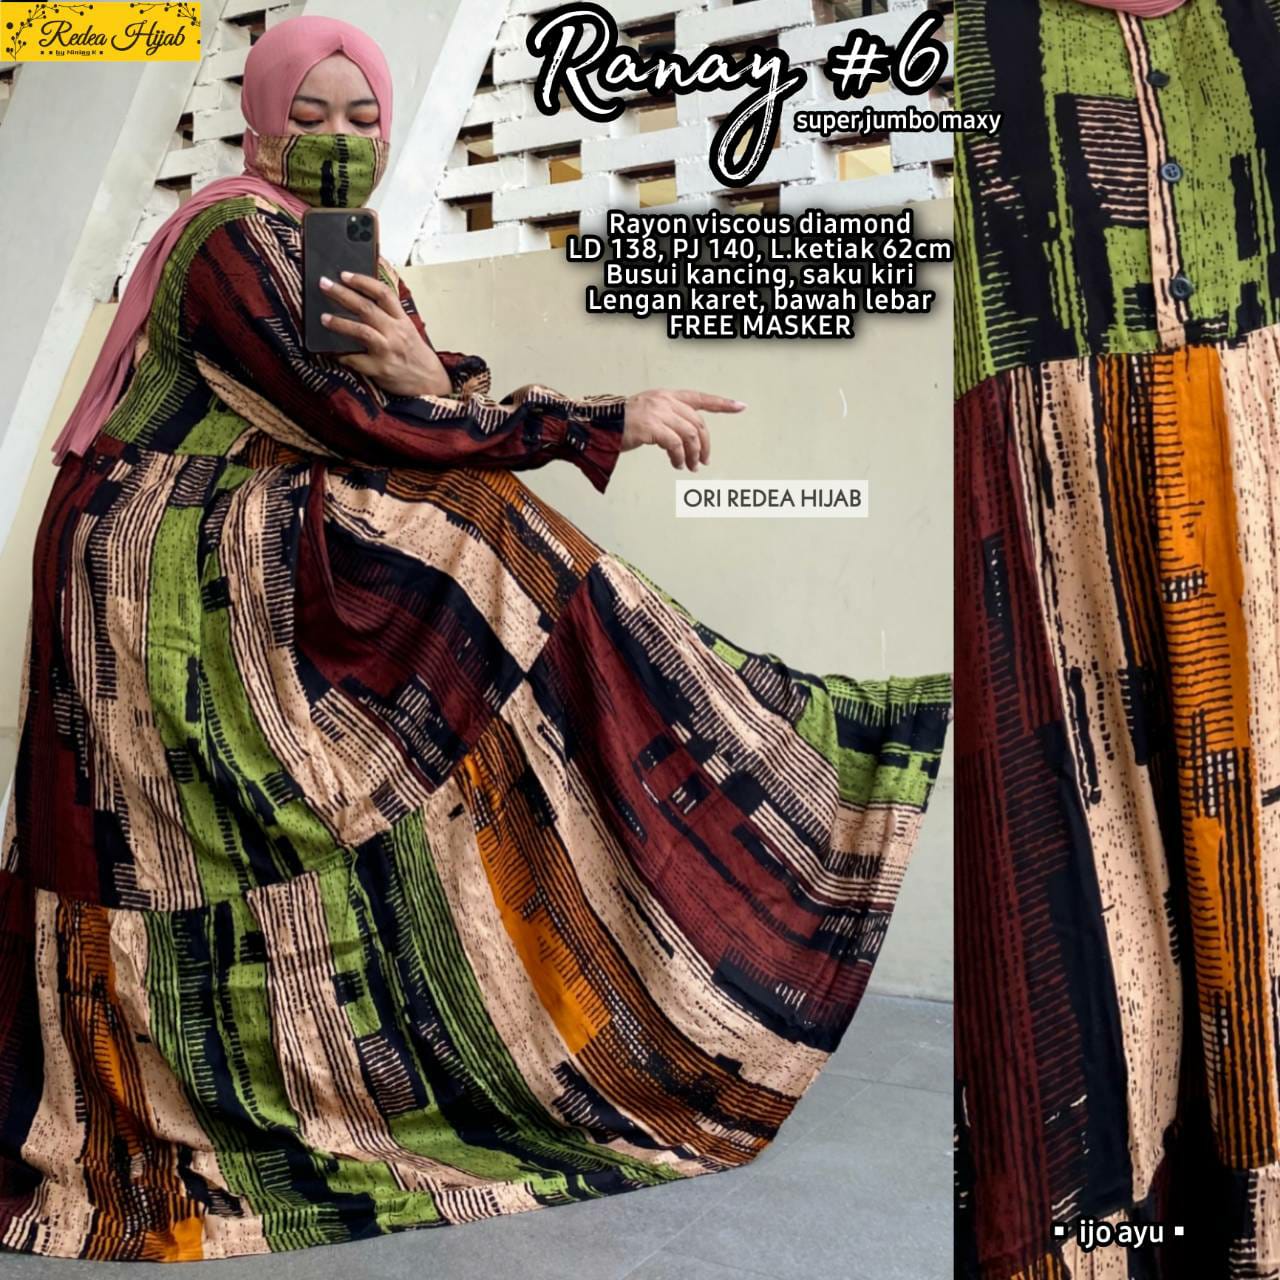 Redea Hijab
by Nining K
Ranay #6
super jumbo maxy
Rayon viscous diamond
LD 138, PJ 140, L.ketiak 62cm
Busui kancing, saku kiri
Lengan karet, bawah lebar
FREE MASKER
ORI REDEA HIJAB
▪ ijo ayu ▪